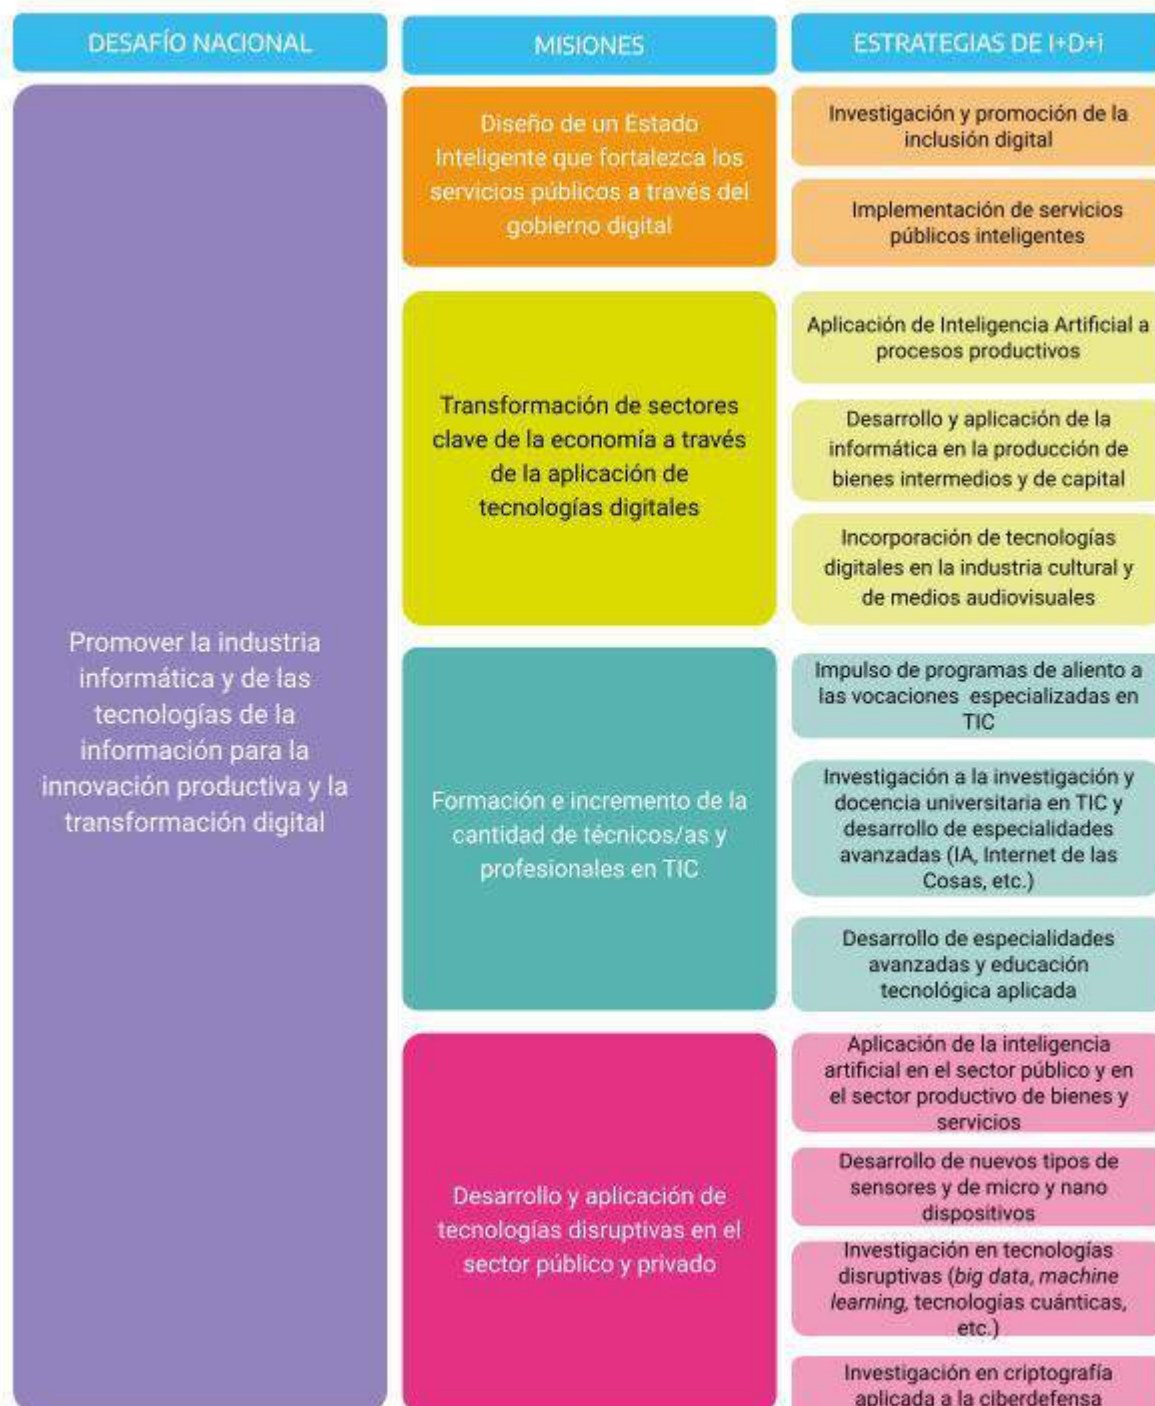 DESAFÍO NACIONAL
MISIONES
ESTRATEGIAS DE I+D+i
Promover la industria
informática y de las
tecnologías de la
información para la
innovación productiva y la
transformación digital
Diseño de un Estado
Inteligente que fortalezca los
servicios públicos a través del
gobierno digital
Investigación y promoción de la
inclusión digital
Implementación de servicios
públicos inteligentes
Transformación de sectores
clave de la economía a través
de la aplicación de
tecnologías digitales
Aplicación de Inteligencia Artificial a
procesos productivos
Desarrollo y aplicación de la
informática en la producción de
bienes intermedios y de capital
Incorporación de tecnologías
digitales en la industria cultural y
de medios audiovisuales
Formación e incremento de la
cantidad de técnicos/as y
profesionales en TIC
Impulso de programas de aliento a
las vocaciones especializadas en
TIC
Investigación a la investigación y
docencia universitaria en TIC y
desarrollo de especialidades
avanzadas (IA, Internet de las
Cosas, etc.)
Desarrollo de especialidades
avanzadas y educación
tecnológica aplicada
Desarrollo y aplicación de
tecnologías disruptivas en el
sector público y privado
Aplicación de la inteligencia
artificial en el sector público y en
el sector productivo de bienes y
servicios
Desarrollo de nuevos tipos de
sensores y de micro y nano
dispositivos
Investigación en tecnologías
disruptivas (big data, machine
learning, tecnologías cuánticas,
etc.)
Investigación en criptografía
aplicada a la ciberdefensa